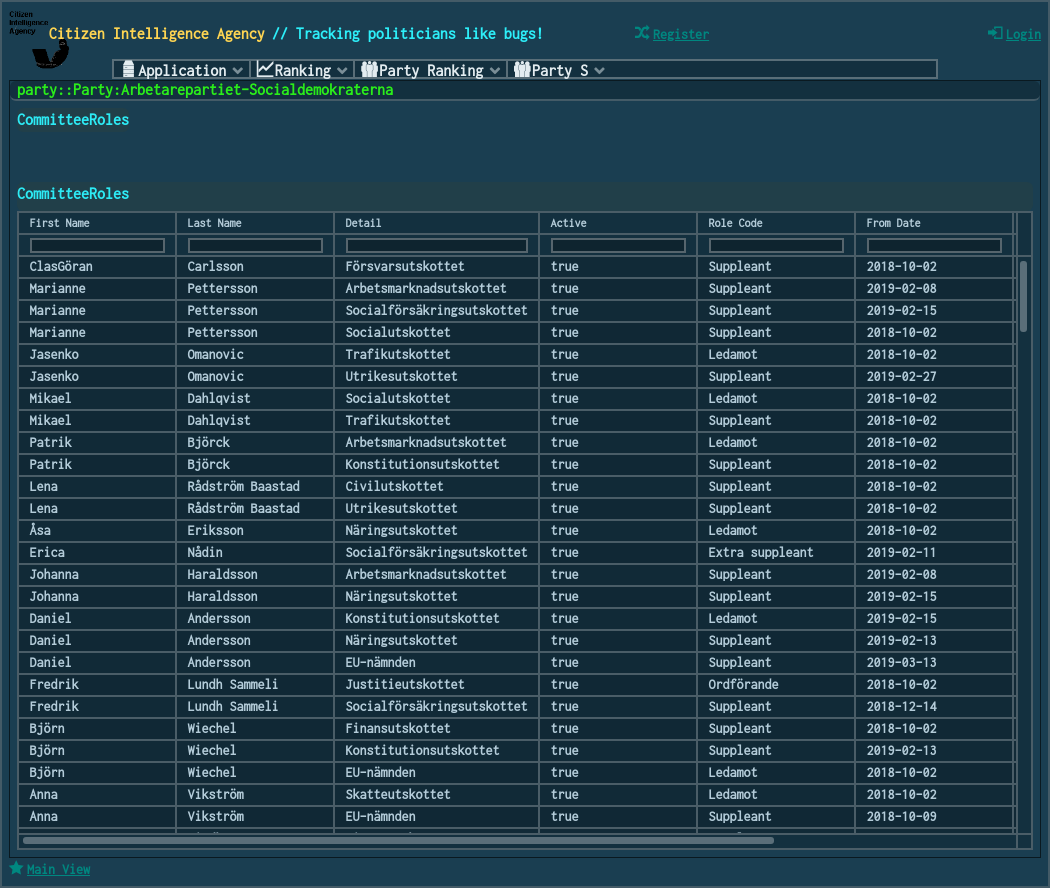 Citizen
Intelligence
Agency
Citizen Intelligence Agency // Tracking politicians like bugs!
Register
Login
Application Ranking Party Ranking Party S
party::Party:Arbetarepartiet-Socialdemokraterna
CommitteeRoles
CommitteeRoles
First Name Last Name Detail Active Role Code From Date
ClasGöran Carlsson Försvarsutskottet true Suppleant 2018-10-02
Marianne Pettersson Arbetsmarknadsutskottet true Suppleant 2019-02-08
Marianne Pettersson Socialförsäkringsutskottet true Suppleant 2019-02-15
Marianne Pettersson Socialutskottet true Suppleant 2018-10-02
Jasenko Omanovic Trafikutskottet true Ledamot 2018-10-02
Jasenko Omanovic Utrikesutskottet true Suppleant 2019-02-27
Mikael Dahlqvist Socialutskottet true Ledamot 2018-10-02
Mikael Dahlqvist Trafikutskottet true Suppleant 2018-10-02
Patrik Björck Arbetsmarknadsutskottet true Ledamot 2018-10-02
Patrik Björck Konstitutionsutskottet true Suppleant 2018-10-02
Lena Rådström Baastad Civilutskottet true Suppleant 2018-10-02
Lena Rådström Baastad Utrikesutskottet true Suppleant 2018-10-02
Åsa Eriksson Näringsutskottet true Ledamot 2018-10-02
Erica Nådin Socialförsäkringsutskottet true Extra suppleant 2019-02-11
Johanna Haraldsson Arbetsmarknadsutskottet true Suppleant 2019-02-08
Johanna Haraldsson Näringsutskottet true Suppleant 2019-02-15
Daniel Andersson Konstitutionsutskottet true Ledamot 2019-02-15
Daniel Andersson Näringsutskottet true Suppleant 2019-02-13
Daniel Andersson EU-nämnden true Suppleant 2019-03-13
Fredrik Lundh Sammeli Justitieutskottet true Ordförande 2018-10-02
Fredrik Lundh Sammeli Socialförsäkringsutskottet true Suppleant 2018-12-14
Björn Wiechel Finansutskottet true Suppleant 2018-10-02
Björn Wiechel Konstitutionsutskottet true Suppleant 2019-02-13
Björn Wiechel EU-nämnden true Ledamot 2018-10-02
Anna Vikström Skatteutskottet true Ledamot 2018-10-02
Anna Vikström EU-nämnden true Suppleant 2018-10-09
Main View